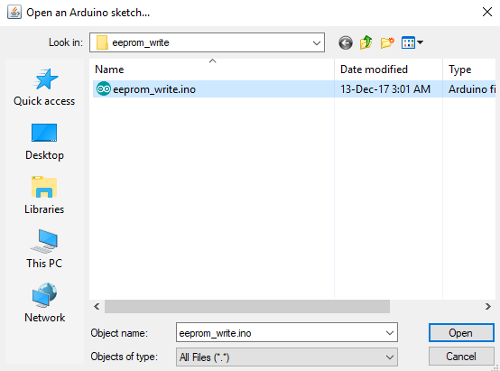 Open an Arduino sketch...
Look in: eeprom_write
Name Date modified Type
eeprom_write.ino 13-Dec-17 3:01 AM Arduino fi
Quick access
Desktop
Libraries
This PC
Network
Object name: eeprom_write.ino Open
Objects of type: All Files (*.*) Cancel